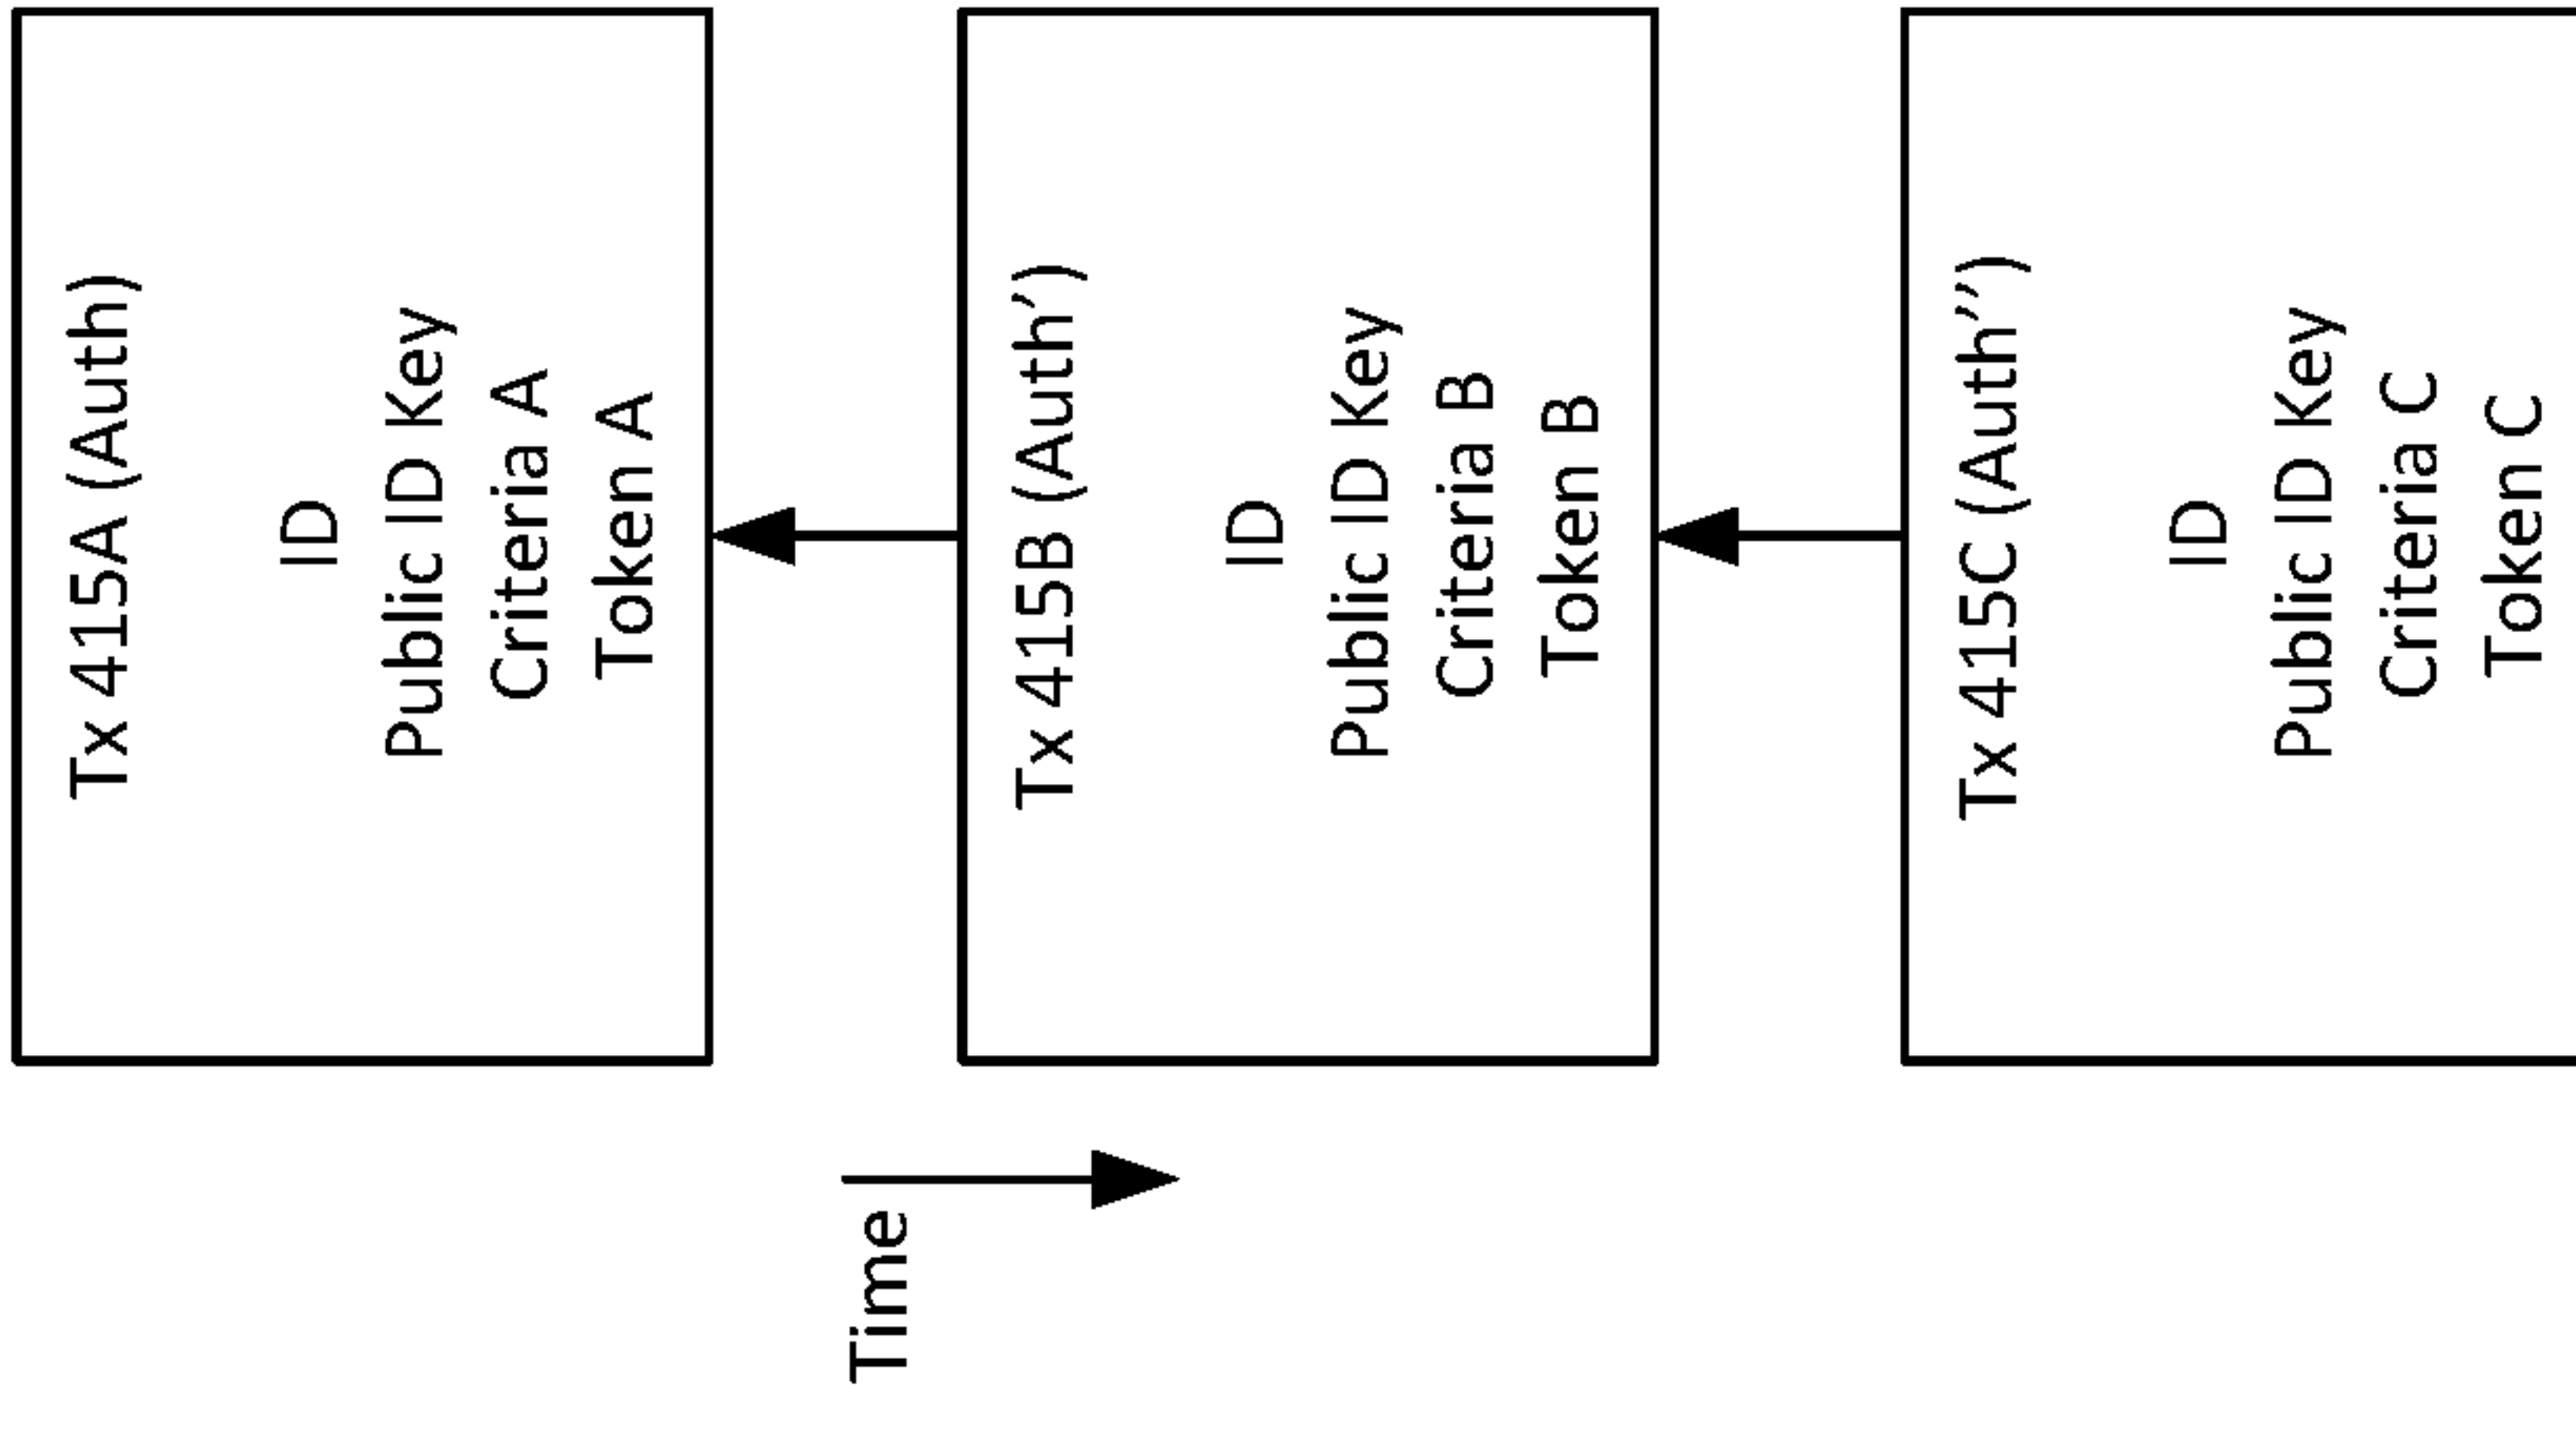 Tx 415A (Auth)
ID
Public ID Key
Criteria A
Token A
Time
Tx 415B (Auth’)
ID
Public ID Key
Criteria B
Token B
Tx 415C (Auth’’)
ID
Public ID Key
Criteria C
Token C